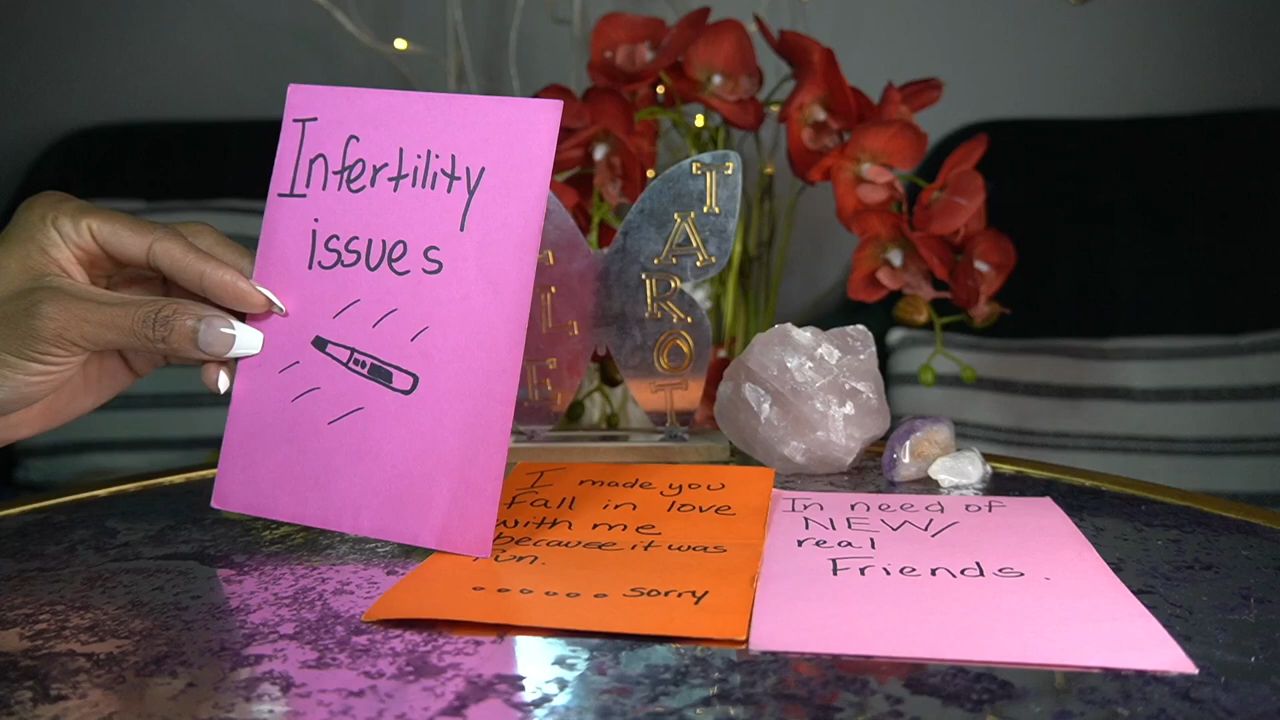 Infertility
issues
TAROT
I made you
fall in love
with me
because it was
fun.
...... sorry
In need of
NEW/
real
Friends.